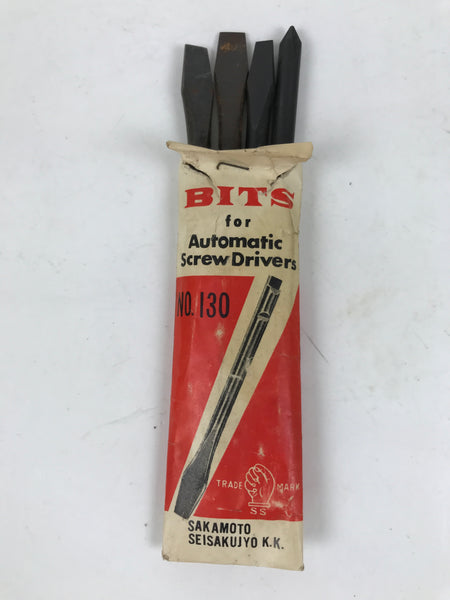 BITS
for
Automatic
Screw Drivers
NO. 130
TRADE MARK
SS
SAKAMOTO
SEISAKUJYO K.K.